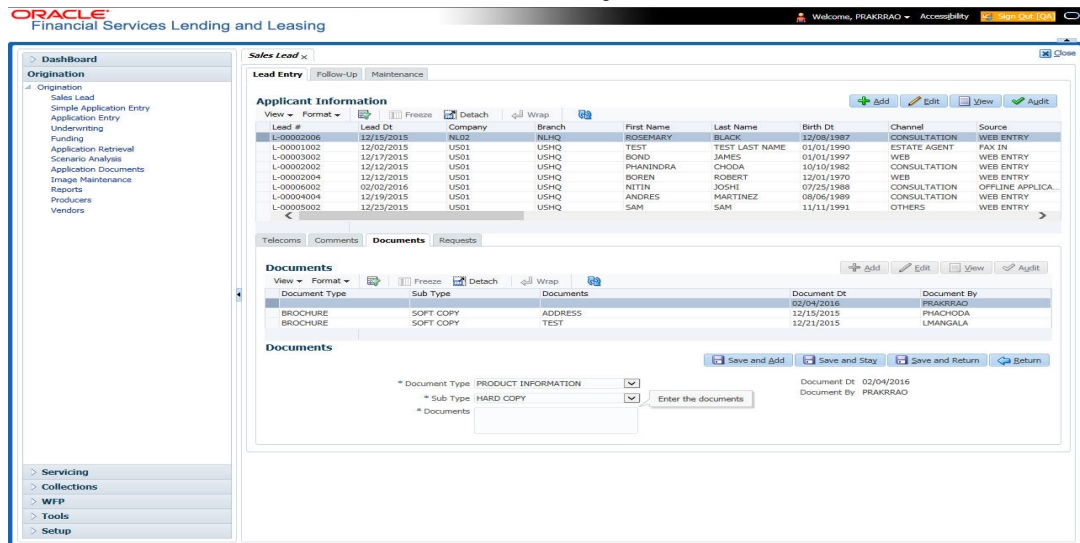 ORACLE
Financial Services Lending and Leasing
Welcome, PRAKRRAO Accessibility Sign Out [QA]
DashBoard
Origination
Origination
Sales Lead
Simple Application Entry
Application Entry
Underwriting
Funding
Application Retrieval
Scenario Analysis
Application Documents
Image Maintenance
Reports
Producers
Vendors
Servicing
Collections
WFP
Tools
Setup
Sales Lead x Close
Lead Entry Follow-Up Maintenance
Applicant Information Add Edit View Audit
View Format Freeze Detach Wrap
Lead # Lead Dt Company Branch First Name Last Name Birth Dt Channel Source
L-00002006 12/15/2015 NL02 NLHQ ROSEMARY BLACK 12/08/1987 CONSULTATION WEB ENTRY
L-00001002 12/02/2015 US01 USHQ TEST TEST LAST NAME 01/01/1990 ESTATE AGENT FAX IN
L-00003002 12/17/2015 US01 USHQ BOND JAMES 01/01/1997 WEB WEB ENTRY
L-00002002 12/12/2015 US01 USHQ PHANINDRA CHODA 10/10/1982 CONSULTATION WEB ENTRY
L-00002004 12/12/2015 US01 USHQ BOREN ROBERT 12/01/1970 WEB WEB ENTRY
L-00006002 02/02/2016 US01 USHQ NITIN JOSHI 07/25/1988 CONSULTATION OFFLINE APPLICA...
L-00004004 12/19/2015 US01 USHQ ANDRES MARTINEZ 08/06/1989 CONSULTATION WEB ENTRY
L-00005002 12/23/2015 US01 USHQ SAM SAM 11/11/1991 OTHERS WEB ENTRY
Telecoms Comments Documents Requests
Documents Add Edit View Audit
View Format Freeze Detach Wrap
Document Type Sub Type Documents Document Dt Document By
02/04/2016 PRAKRRAO
BROCHURE SOFT COPY ADDRESS 12/15/2015 PHACHODA
BROCHURE SOFT COPY TEST 12/21/2015 LMANGALA
Documents
Save and Add Save and Stay Save and Return Return
* Document Type PRODUCT INFORMATION Document Dt 02/04/2016
* Sub Type HARD COPY Enter the documents Document By PRAKRRAO
* Documents